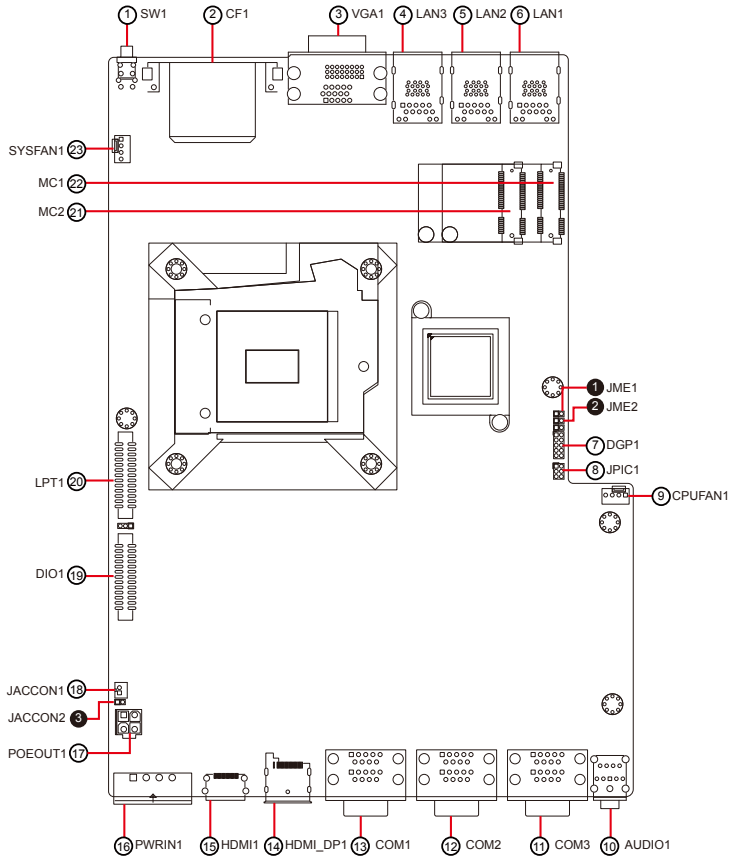 1 SW1
2 CF1
3 VGA1
4 LAN3
5 LAN2
6 LAN1
SYSFAN1 23
MC1 22
MC2 21
1 JME1
2 JME2
7 DGP1
8 JPIC1
LPT1 20
9 CPUFAN1
DIO1 19
JACCON1 18
JACCON2 3
POEOUT1 17
16 PWRIN1
15 HDMI1
14 HDMI_DP1
13 COM1
12 COM2
11 COM3
10 AUDIO1